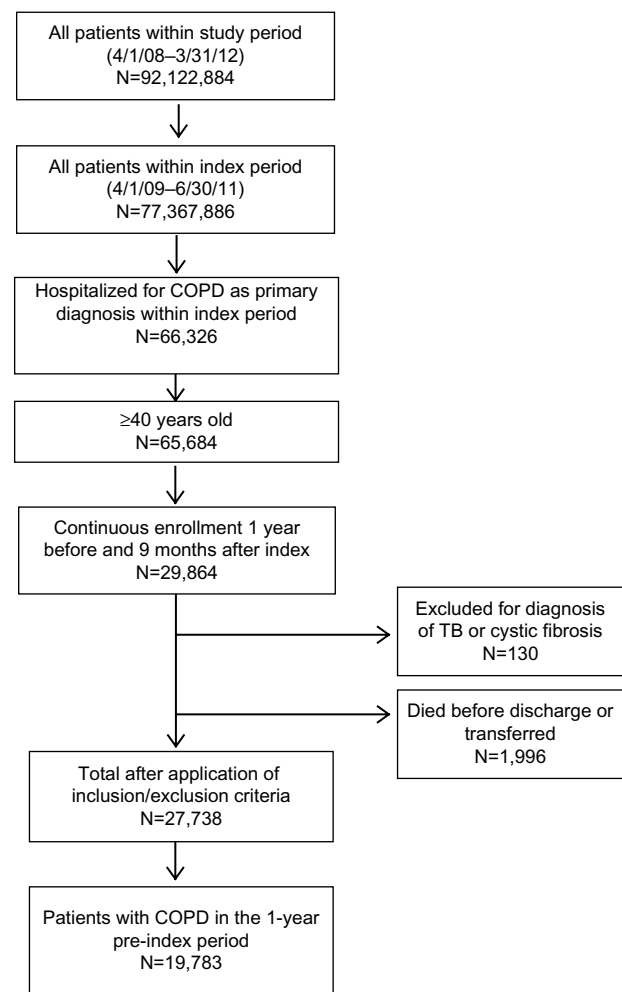 All patients within study period
(4/1/08–3/31/12)
N=92,122,884
All patients within index period
(4/1/09–6/30/11)
N=77,367,886
Hospitalized for COPD as primary
diagnosis within index period
N=66,326
≥40 years old
N=65,684
Continuous enrollment 1 year
before and 9 months after index
N=29,864
Excluded for diagnosis
of TB or cystic fibrosis
N=130
Died before discharge or
transferred
N=1,996
Total after application of
inclusion/exclusion criteria
N=27,738
Patients with COPD in the 1-year
pre-index period
N=19,783